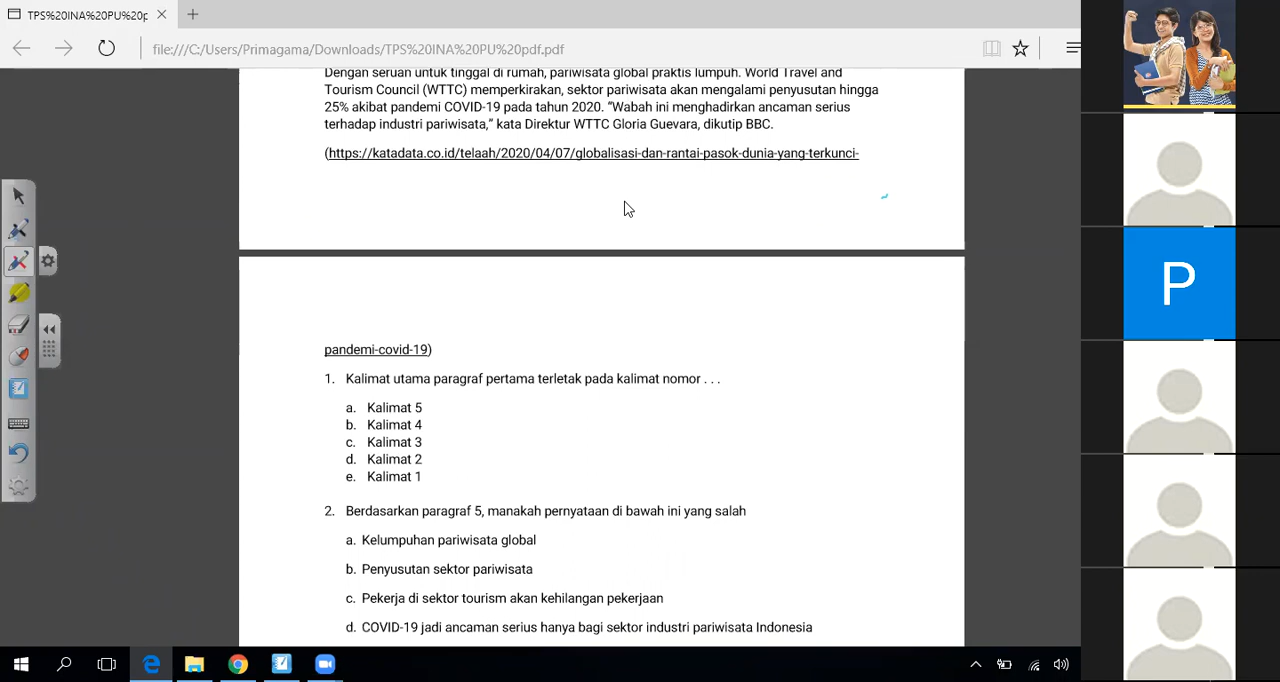 TPS%20INA%20PU%20p
file:///C:/Users/Primagama/Downloads/TPS%20INA%20PU%20pdf.pdf
Dengan seruan untuk tinggal di rumah, pariwisata global praktis lumpuh. World Travel and
Tourism Council (WTTC) memperkirakan, sektor pariwisata akan mengalami penyusutan hingga
25% akibat pandemi COVID-19 pada tahun 2020. “Wabah ini menghadirkan ancaman serius
terhadap industri pariwisata,” kata Direktur WTTC Gloria Guevara, dikutip BBC.
(https://katadata.co.id/telaah/2020/04/07/globalisasi-dan-rantai-pasok-dunia-yang-terkunci-
pandemi-covid-19)
1. Kalimat utama paragraf pertama terletak pada kalimat nomor . . .
a. Kalimat 5
b. Kalimat 4
c. Kalimat 3
d. Kalimat 2
e. Kalimat 1
2. Berdasarkan paragraf 5, manakah pernyataan di bawah ini yang salah
a. Kelumpuhan pariwisata global
b. Penyusutan sektor pariwisata
c. Pekerja di sektor tourism akan kehilangan pekerjaan
d. COVID-19 jadi ancaman serius hanya bagi sektor industri pariwisata Indonesia
P